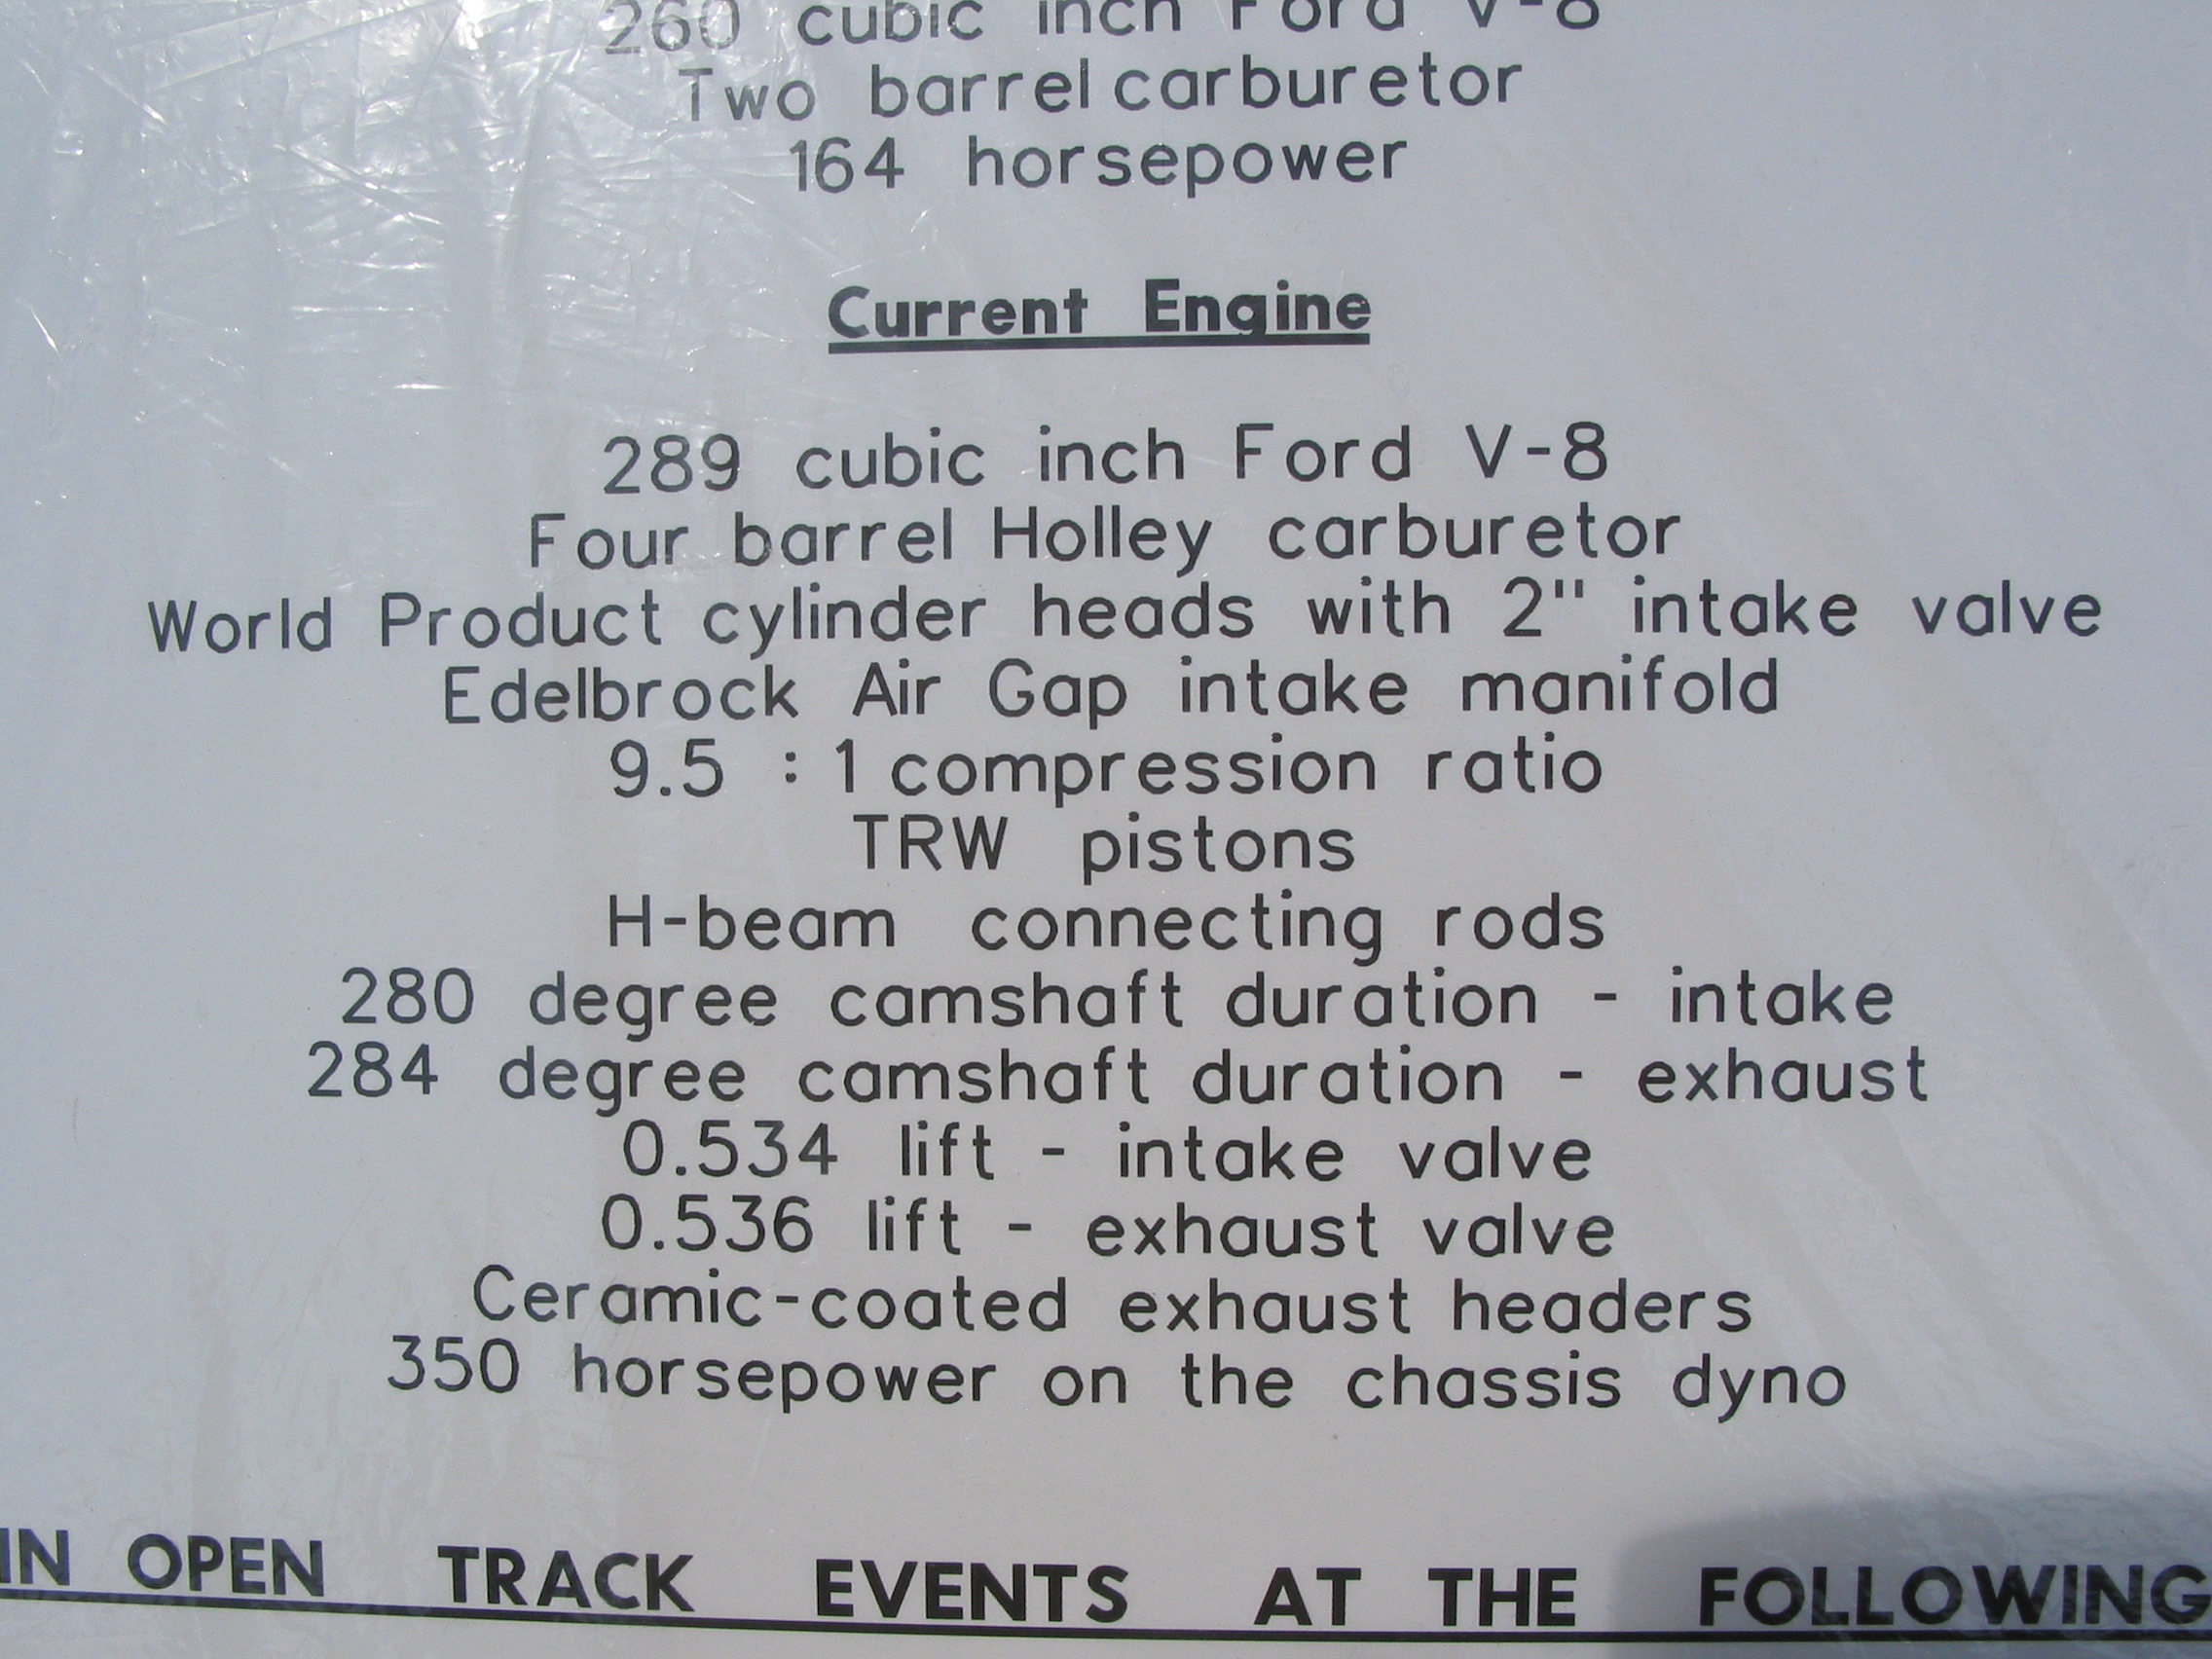 260 cubic inch Ford V-8
Two barrel carburetor
164 horsepower
Current Engine
289 cubic inch Ford V-8
Four barrel Holley carburetor
World Product cylinder heads with 2" intake valve
Edelbrock Air Gap intake manifold
9.5 : 1 compression ratio
TRW pistons
H-beam connecting rods
280 degree camshaft duration - intake
284 degree camshaft duration - exhaust
0.534 lift - intake valve
0.536 lift - exhaust valve
Ceramic-coated exhaust headers
350 horsepower on the chassis dyno
IN OPEN TRACK EVENTS AT THE FOLLOWING